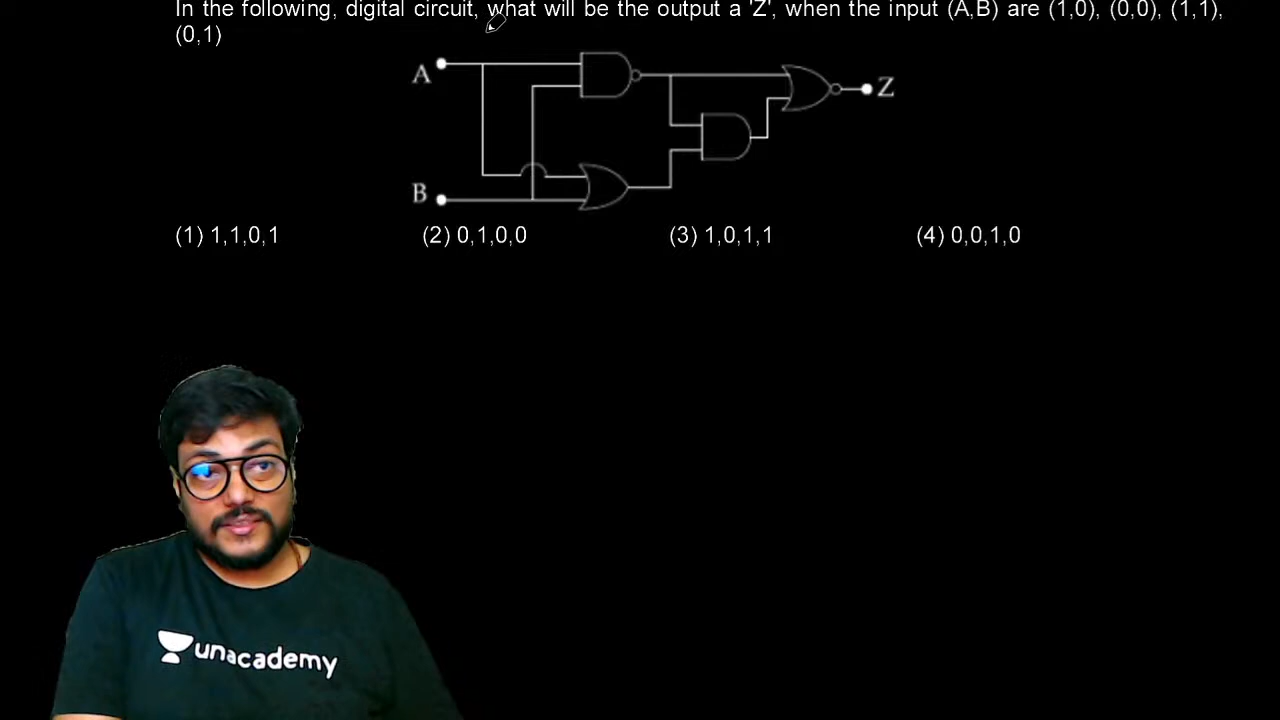 In the following, digital circuit, what will be the output a 'Z', when the input (A,B) are (1,0), (0,0), (1,1),
(0,1)
A
Z
B
(1) 1,1,0,1 (2) 0,1,0,0 (3) 1,0,1,1 (4) 0,0,1,0
unacademy